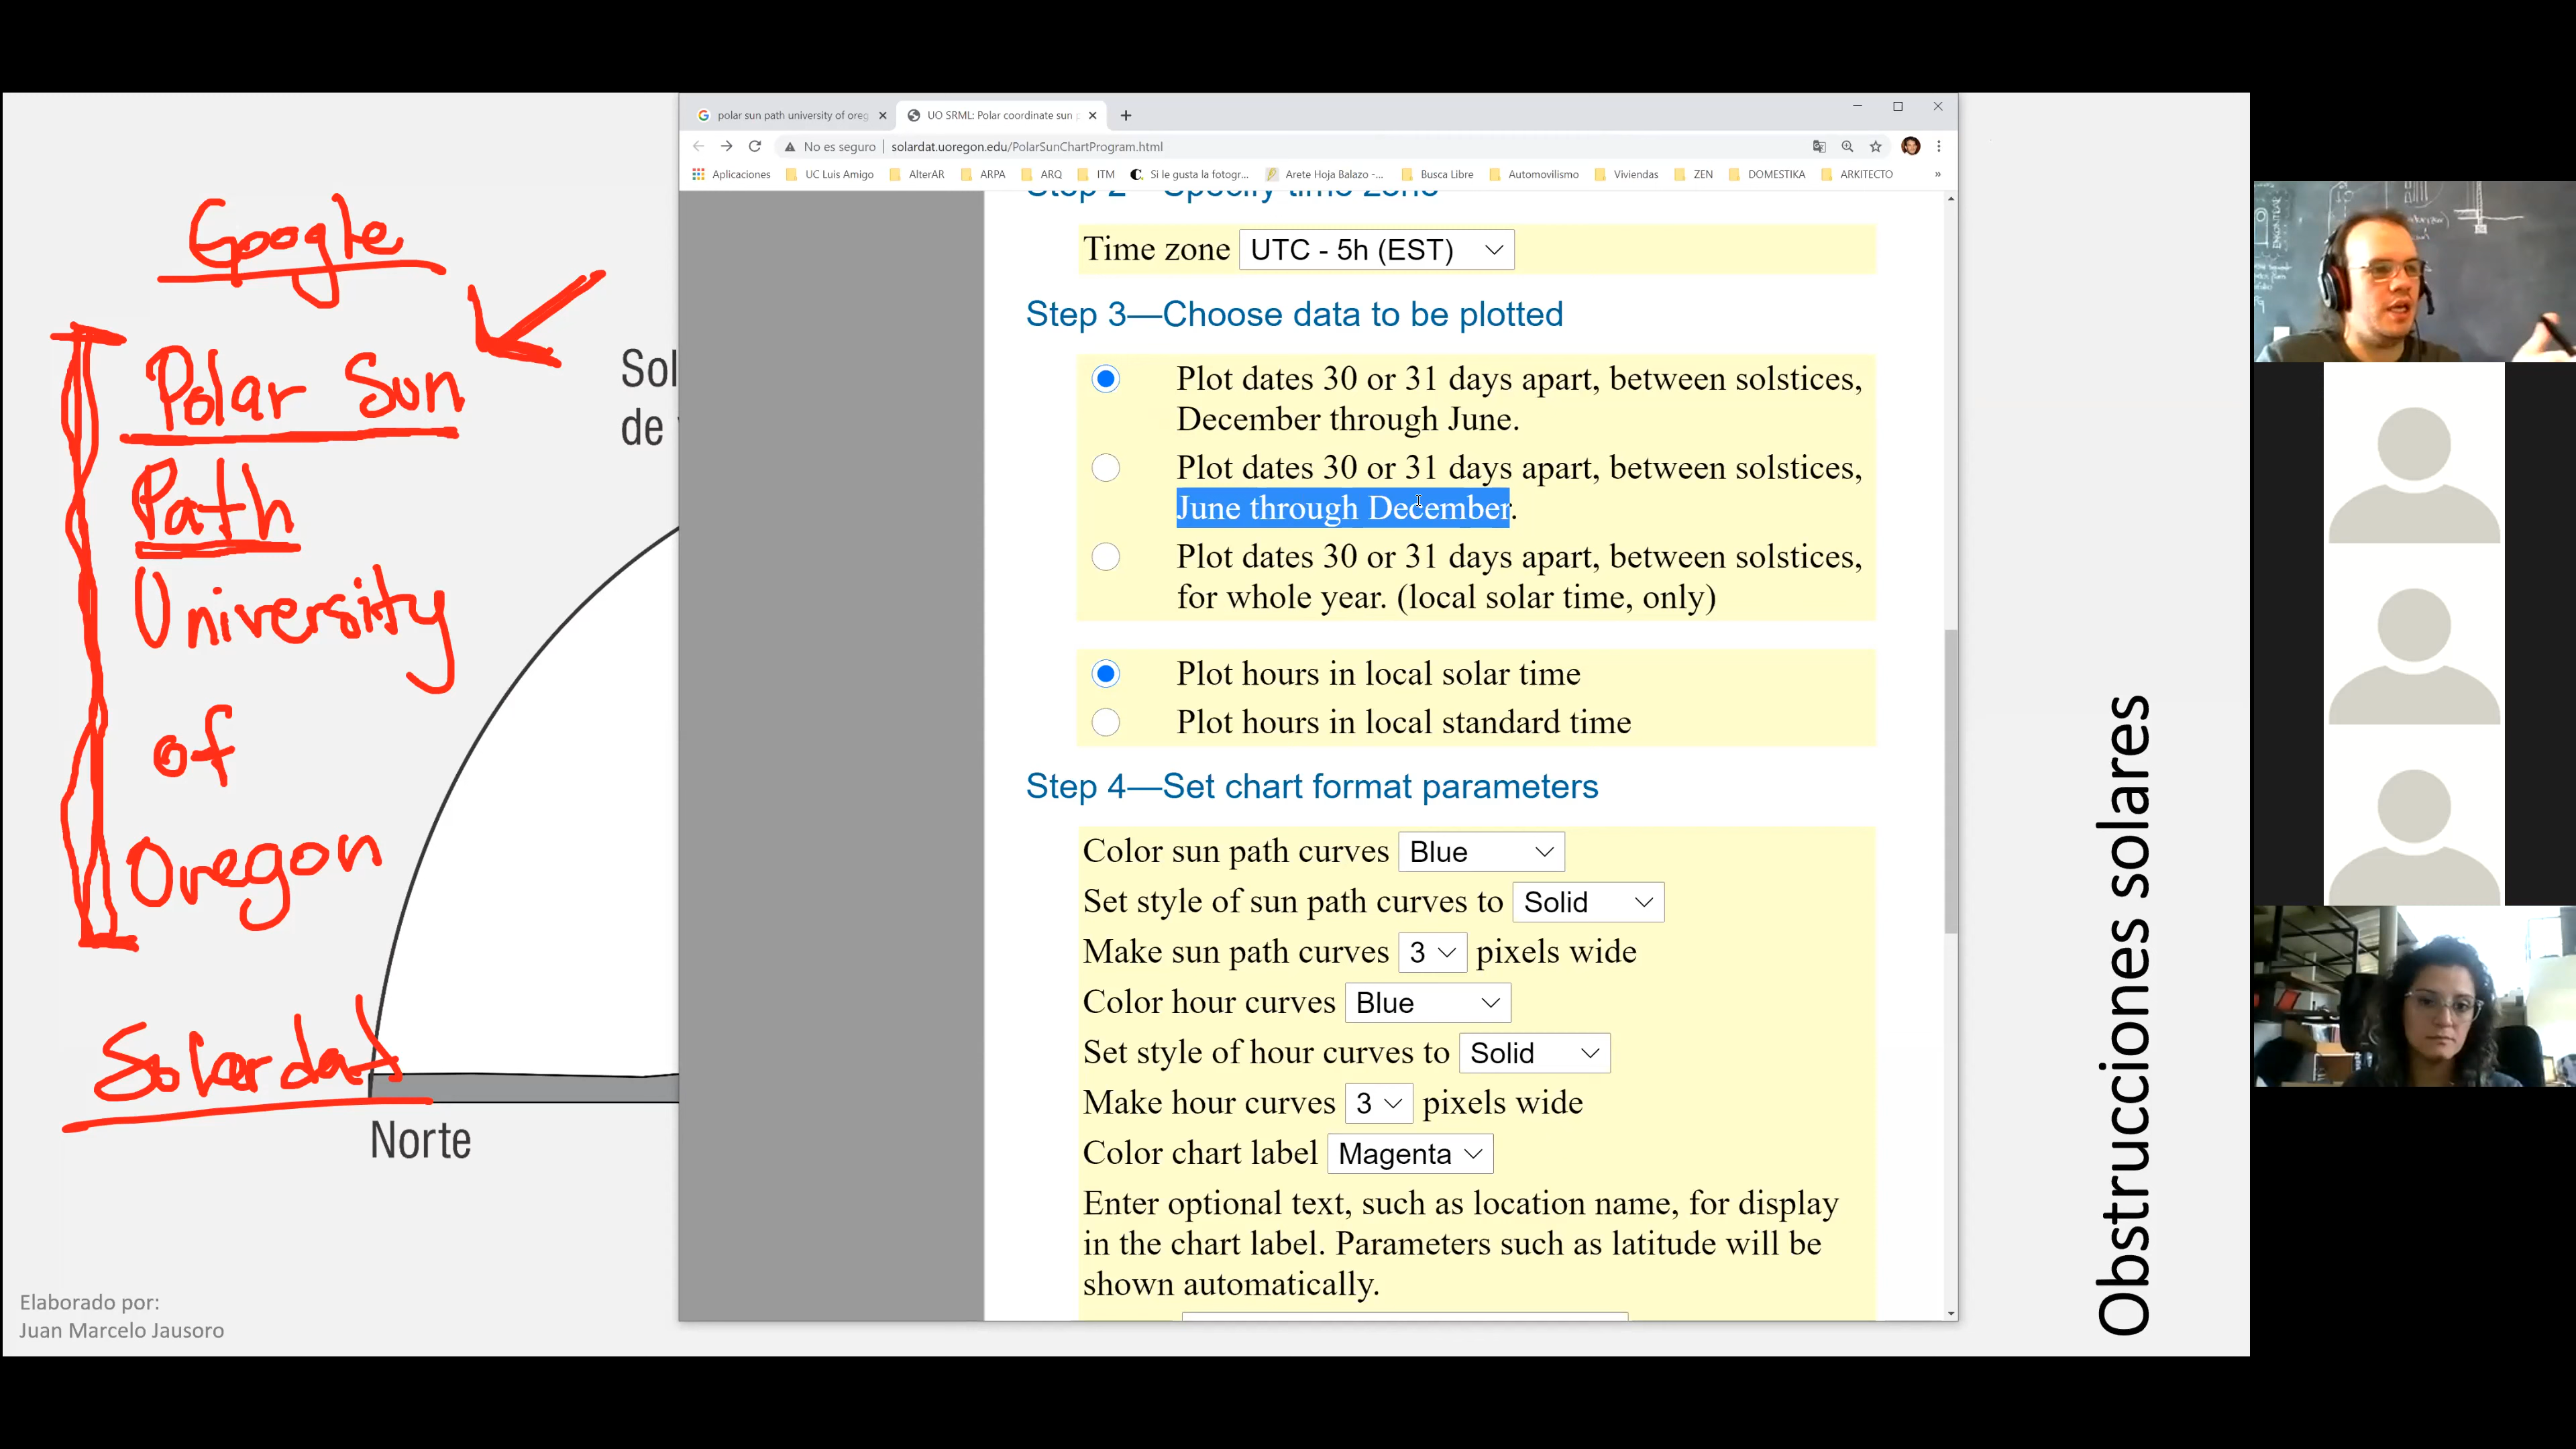 Google
Polar Sun
Path
University
of
Oregon
Solardat
Sol
de
Norte
Elaborado por:
Juan Marcelo Jausoro
polar sun path university of oreg
UO SRML: Polar coordinate sun
No es seguro
solardat.uoregon.edu/PolarSunChartProgram.html
Aplicaciones
UC Luis Amigo
AlterAR
ARPA
ARQ
ITM
Si le gusta la fotogr...
Arete Hoja Balazo -...
Busca Libre
Automovilismo
Viviendas
ZEN
DOMESTIKA
ARKITECTO
»
Step 2—Specify time zone
Time zone UTC - 5h (EST)
Step 3—Choose data to be plotted
Plot dates 30 or 31 days apart, between solstices,
December through June.
Plot dates 30 or 31 days apart, between solstices,
June through December.
Plot dates 30 or 31 days apart, between solstices,
for whole year. (local solar time, only)
Plot hours in local solar time
Plot hours in local standard time
Step 4—Set chart format parameters
Color sun path curves Blue
Set style of sun path curves to Solid
Make sun path curves 3 pixels wide
Color hour curves Blue
Set style of hour curves to Solid
Make hour curves 3 pixels wide
Color chart label Magenta
Enter optional text, such as location name, for display
in the chart label. Parameters such as latitude will be
shown automatically.
Obstrucciones solares